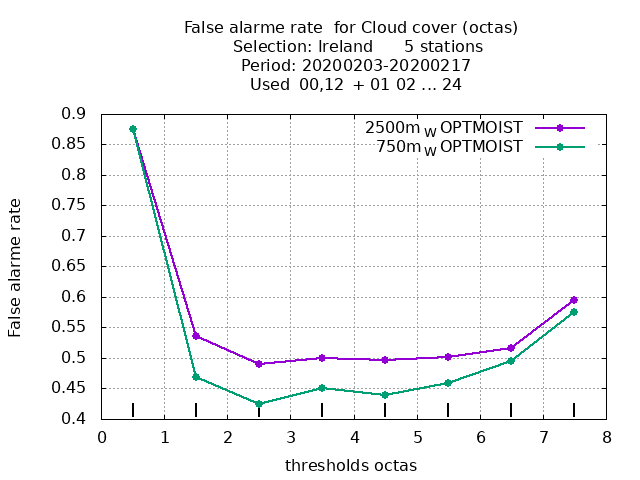 False alarme rate for Cloud cover (octas)
Selection: Ireland 5 stations
Period: 20200203-20200217
Used 00,12 + 01 02 ... 24
2500m_W OPTMOIST
750m_W OPTMOIST
0.9
0.85
0.8
0.75
0.7
0.65
0.6
0.55
0.5
0.45
0.4
False alarme rate
0 1 2 3 4 5 6 7 8
thresholds octas